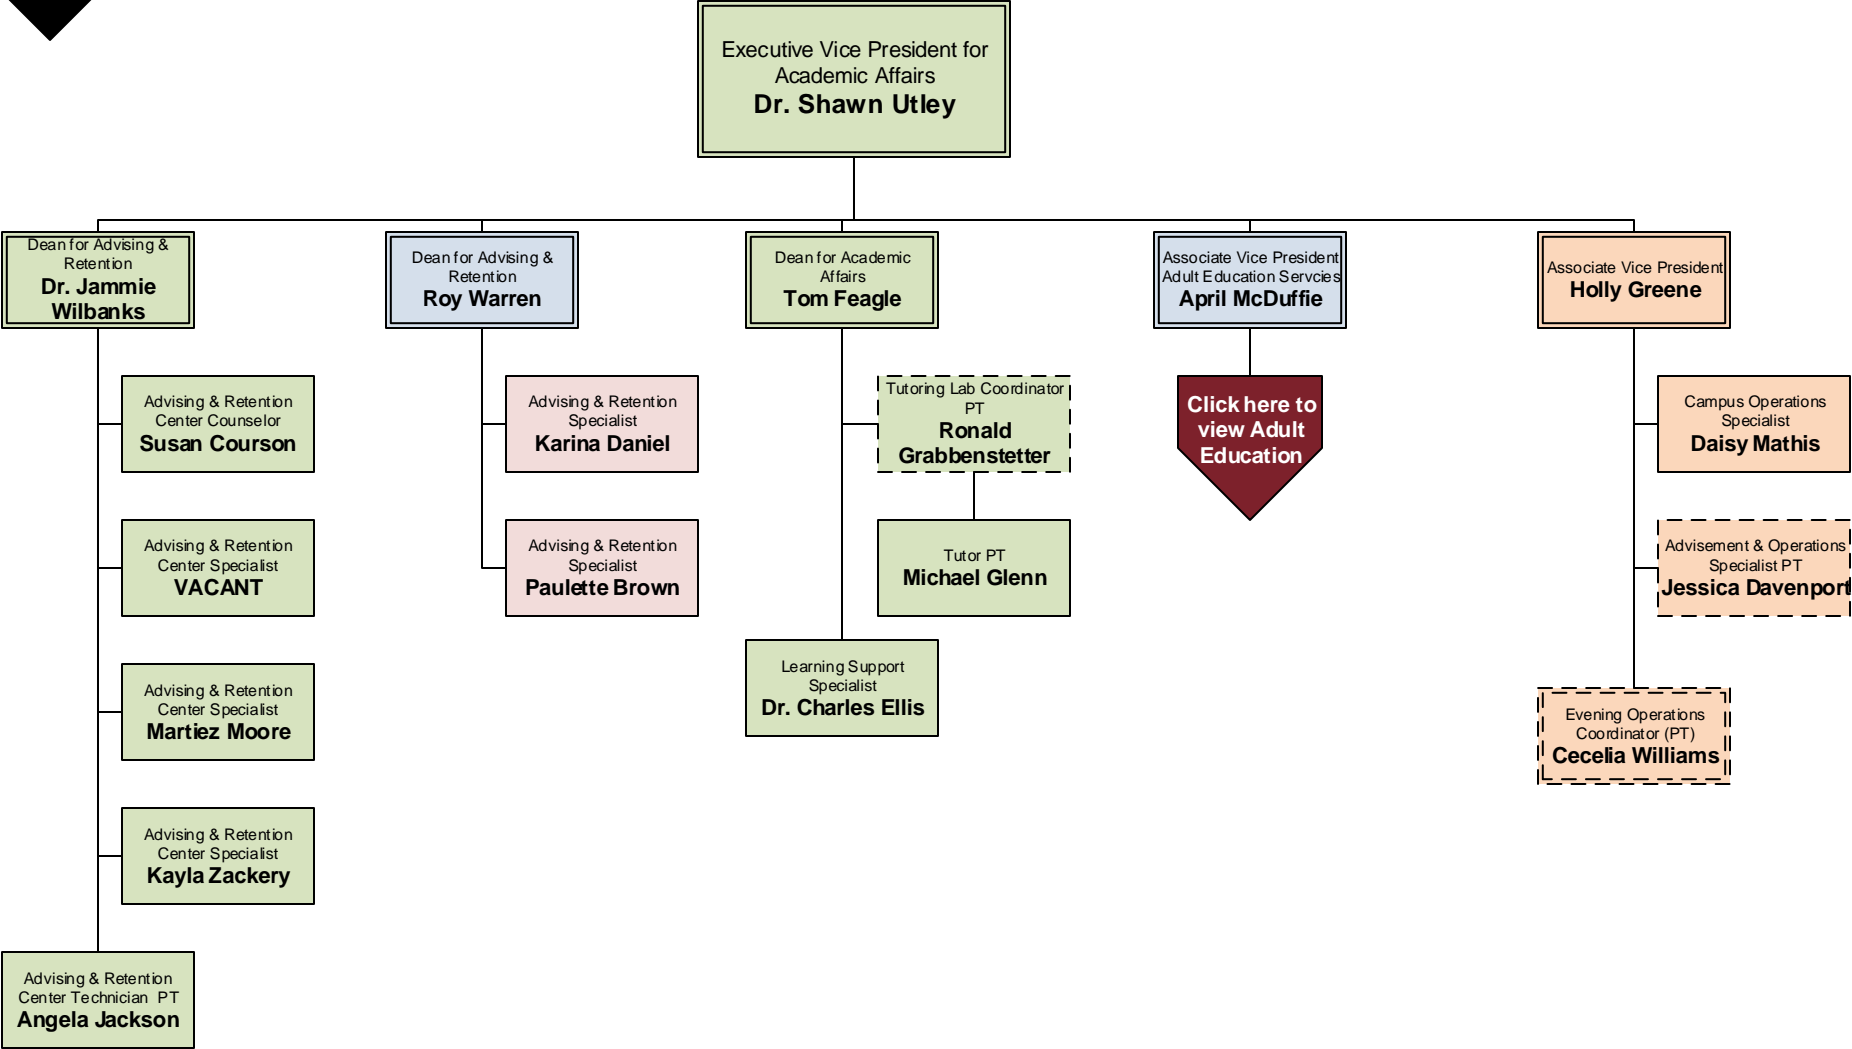 Executive Vice President for
Academic Affairs
Dr. Shawn Utley
Dean for Advising &
Retention
Dr. Jammie
Wilbanks
Dean for Advising &
Retention
Roy Warren
Dean for Academic
Affairs
Tom Feagle
Associate Vice President
Adult Education Servcies
April McDuffie
Associate Vice President
Holly Greene
Advising & Retention
Center Counselor
Susan Courson
Advising & Retention
Specialist
Karina Daniel
Tutoring Lab Coordinator
PT
Ronald
Grabbenstetter
Click here to
view Adult
Education
Campus Operations
Specialist
Daisy Mathis
Advising & Retention
Center Specialist
VACANT
Advising & Retention
Specialist
Paulette Brown
Tutor PT
Michael Glenn
Advisement & Operations
Specialist PT
Jessica Davenport
Advising & Retention
Center Specialist
Martiez Moore
Learning Support
Specialist
Dr. Charles Ellis
Evening Operations
Coordinator (PT)
Cecelia Williams
Advising & Retention
Center Specialist
Kayla Zackery
Advising & Retention
Center Technician  PT
Angela Jackson